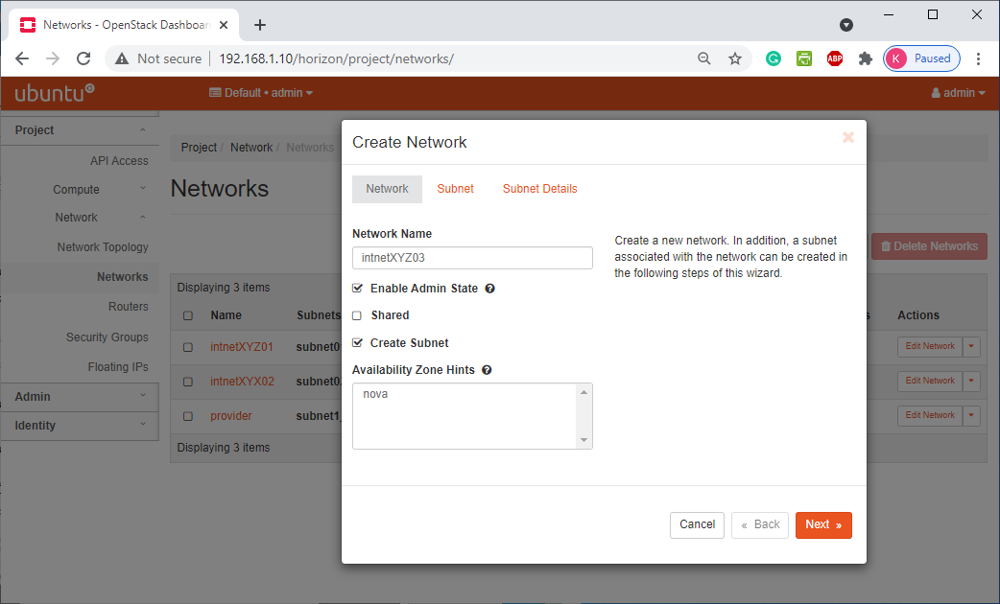 Networks - OpenStack Dashboar
Not secure 192.168.1.10/horizon/project/networks/
ABP
K Paused
ubuntu
Default • admin
admin
Project
API Access
Compute
Network
Network Topology
Networks
Routers
Security Groups
Floating IPs
Admin
Identity
Project / Network / Networks
Networks
Delete Networks
Displaying 3 items
Name Subnets Actions
intnetXYZ01 subnet0 Edit Network
intnetXYX02 subnet02 Edit Network
provider subnet1_ Edit Network
Displaying 3 items
Create Network
Network Subnet Subnet Details
Network Name
intnetXYZ03
Enable Admin State
Shared
Create Subnet
Availability Zone Hints
nova
Create a new network. In addition, a subnet
associated with the network can be created in
the following steps of this wizard.
Cancel « Back Next »